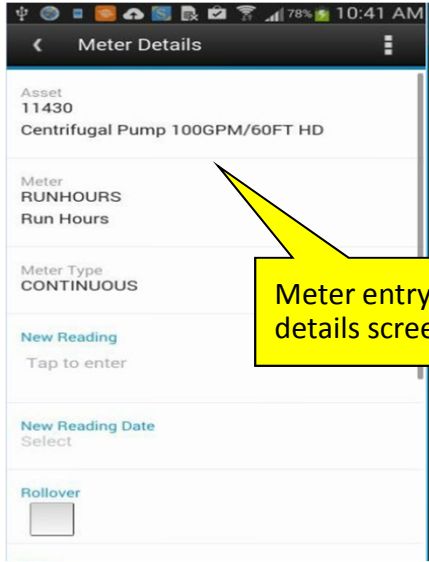 78% 10:41 AM
Meter Details
Asset
11430
Centrifugal Pump 100GPM/60FT HD
Meter
RUNHOURS
Run Hours
Meter Type
CONTINUOUS
Meter entry
details scree
New Reading
Tap to enter
New Reading Date
Select
Rollover